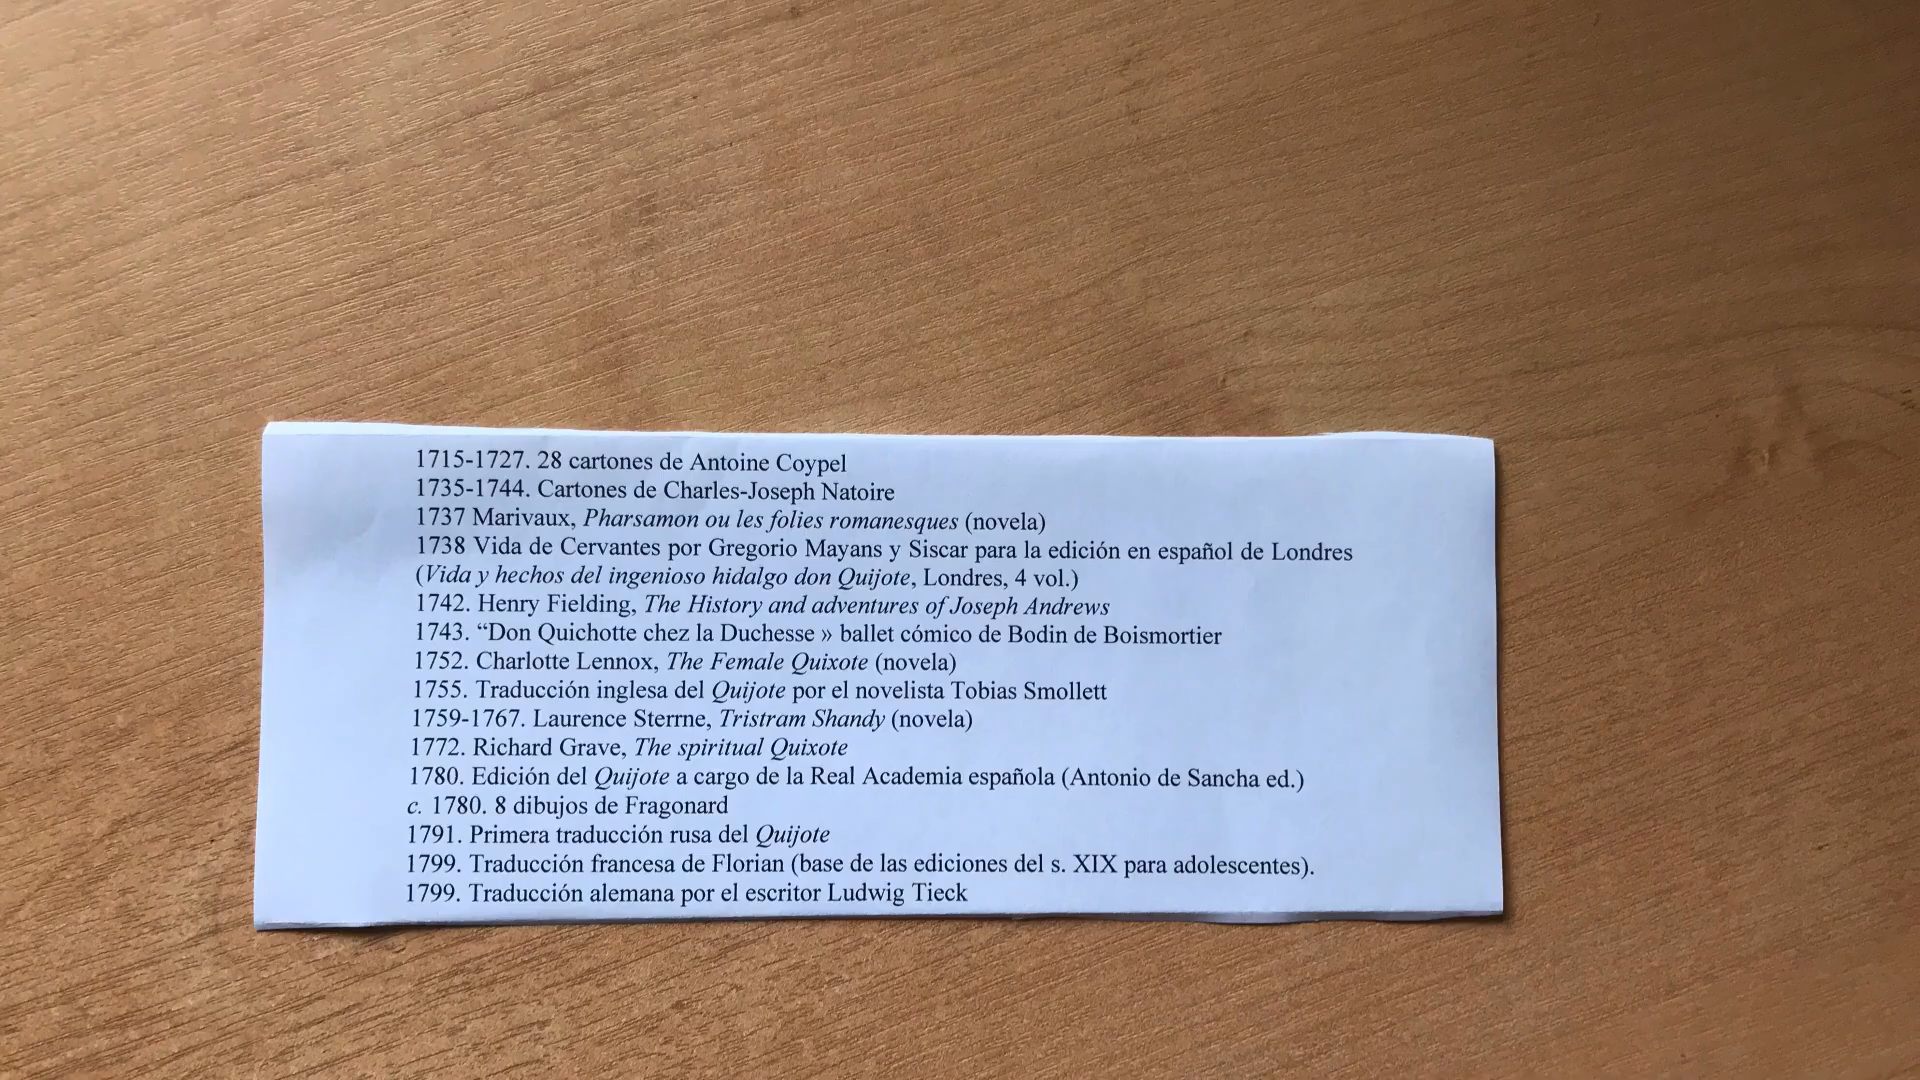 1715-1727. 28 cartones de Antoine Coypel
1735-1744. Cartones de Charles-Joseph Natoire
1737 Marivaux, Pharsamon ou les folies romanesques (novela)
1738 Vida de Cervantes por Gregorio Mayans y Siscar para la edición en español de Londres
(Vida y hechos del ingenioso hidalgo don Quijote, Londres, 4 vol.)
1742. Henry Fielding, The History and adventures of Joseph Andrews
1743. “Don Quichotte chez la Duchesse » ballet cómico de Bodin de Boismortier
1752. Charlotte Lennox, The Female Quixote (novela)
1755. Traducción inglesa del Quijote por el novelista Tobias Smollett
1759-1767. Laurence Sterrne, Tristram Shandy (novela)
1772. Richard Grave, The spiritual Quixote
1780. Edición del Quijote a cargo de la Real Academia española (Antonio de Sancha ed.)
c. 1780. 8 dibujos de Fragonard
1791. Primera traducción rusa del Quijote
1799. Traducción francesa de Florian (base de las ediciones del s. XIX para adolescentes).
1799. Traducción alemana por el escritor Ludwig Tieck